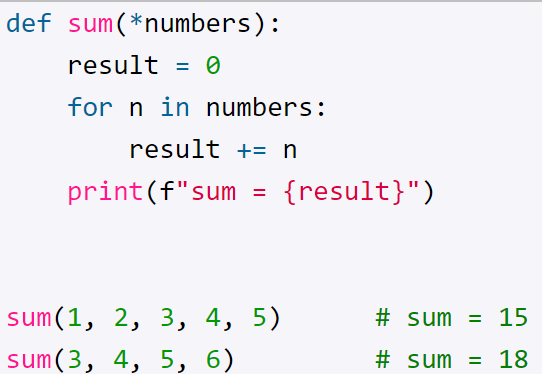 def sum(*numbers):
    result = 0
    for n in numbers:
        result += n
    print(f"sum = {result}")
sum(1, 2, 3, 4, 5)      # sum = 15
sum(3, 4, 5, 6)         # sum = 18